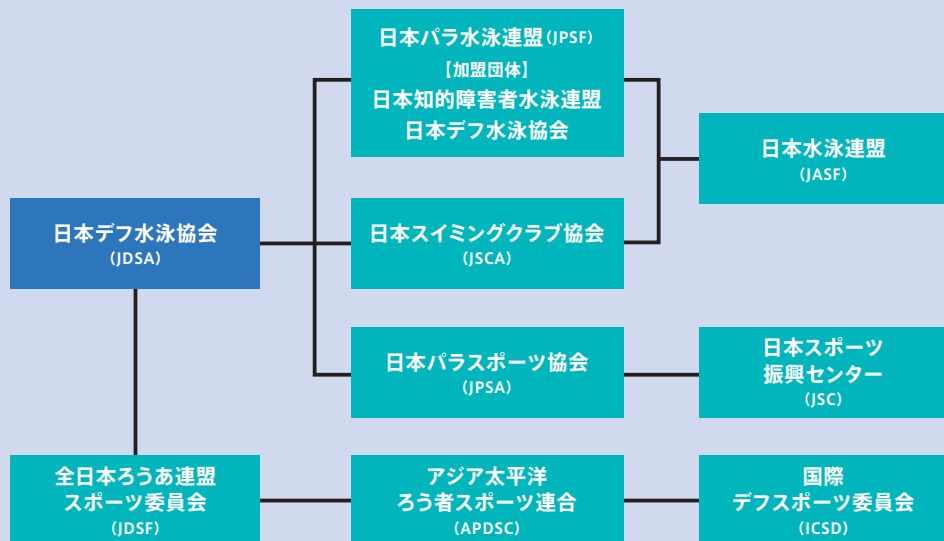 日本パラ水泳連盟(JPSF)
【加盟団体】
日本知的障害者水泳連盟
日本デフ水泳協会
日本水泳連盟
(JASF)
日本デフ水泳協会
(JDSA)
日本スイミングクラブ協会
(JSCA)
日本パラスポーツ協会
(JPSA)
日本スポーツ
振興センター
(JSC)
全日本ろうあ連盟
スポーツ委員会
(JDSF)
アジア太平洋
ろう者スポーツ連合
(APDSC)
国際
デフスポーツ委員会
(ICSD)